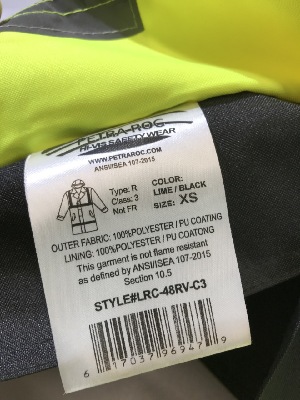 PETRA ROC
HI-VIS SAFETY WEAR
WWW.PETRAROC.COM
ANSI/ISEA 107-2015
Type: R
Class: 3
Not FR
COLOR:
LIME / BLACK
SIZE: XS
OUTER FABRIC: 100%POLYESTER / PU COATING
LINING: 100%POLYESTER / PU COATING
This garment is not flame resistant
as defined by ANSI/ISEA 107-2015
Section 10.5
STYLE#LRC-48RV-C3
6 17037 96947 9